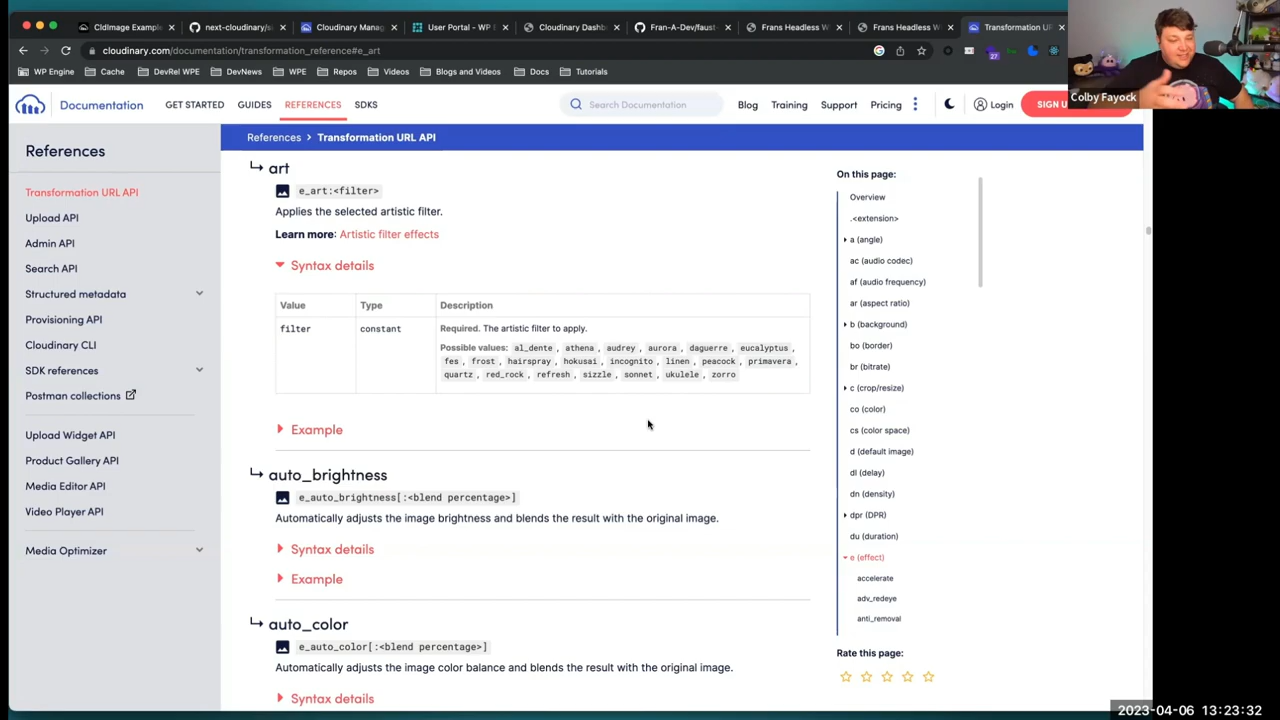 CldImage Example
next-cloudinary/s
Cloudinary Manag
User Portal - WP E
Cloudinary Dashb
Fran-A-Dev/faust
Frans Headless W
Frans Headless W
Transformation UR
cloudinary.com/documentation/transformation_reference#e_art
27
WP Engine
Cache
DevRel WPE
DevNews
WPE
Repos
Videos
Blogs and Videos
Docs
Tutorials
Colby Fayock
Documentation
GET STARTED
GUIDES
REFERENCES
SDKS
Search Documentation
Blog
Training
Support
Pricing
Login
SIGN U
References
References > Transformation URL API
Transformation URL API
Upload API
Admin API
Search API
Structured metadata
Provisioning API
Cloudinary CLI
SDK references
Postman collections
Upload Widget API
Product Gallery API
Media Editor API
Video Player API
Media Optimizer
art
e_art:<filter>
Applies the selected artistic filter.
Learn more: Artistic filter effects
Syntax details
Value Type Description
filter constant Required. The artistic filter to apply.
Possible values: al_dente , athena , audrey , aurora , daguerre , eucalyptus ,
fes , frost , hairspray , hokusai , incognito , linen , peacock , primavera ,
quartz , red_rock , refresh , sizzle , sonnet , ukulele , zorro
Example
auto_brightness
e_auto_brightness[:<blend percentage>]
Automatically adjusts the image brightness and blends the result with the original image.
Syntax details
Example
auto_color
e_auto_color[:<blend percentage>]
Automatically adjusts the image color balance and blends the result with the original image.
Syntax details
On this page:
Overview
.<extension>
a (angle)
ac (audio codec)
af (audio frequency)
ar (aspect ratio)
b (background)
bo (border)
br (bitrate)
c (crop/resize)
co (color)
cs (color space)
d (default image)
dl (delay)
dn (density)
dpr (DPR)
du (duration)
e (effect)
accelerate
adv_redeye
anti_removal
Rate this page:
2023-04-06 13:23:32